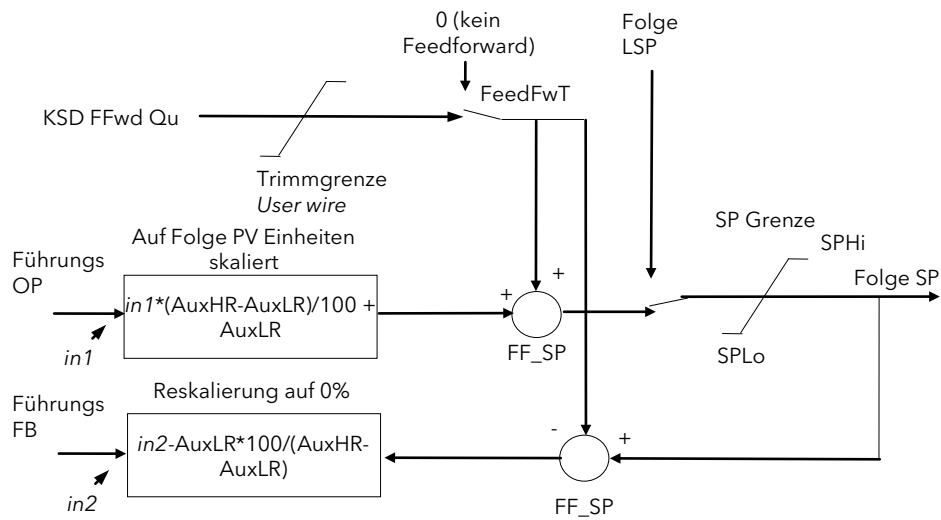 0 (kein
Feedforward)
Folge
LSP
FeedFwT
KSD FFwd Qu
Trimmgrenze
User wire
SP Grenze
SPHi
Auf Folge PV Einheiten
skaliert
Führungs
OP
in1*(AuxHR-AuxLR)/100 +
AuxLR
+
+
Folge SP
in1
FF_SP
SPLo
Reskalierung auf 0%
Führungs
FB
in2-AuxLR*100/(AuxHR-
AuxLR)
-
+
in2
FF_SP